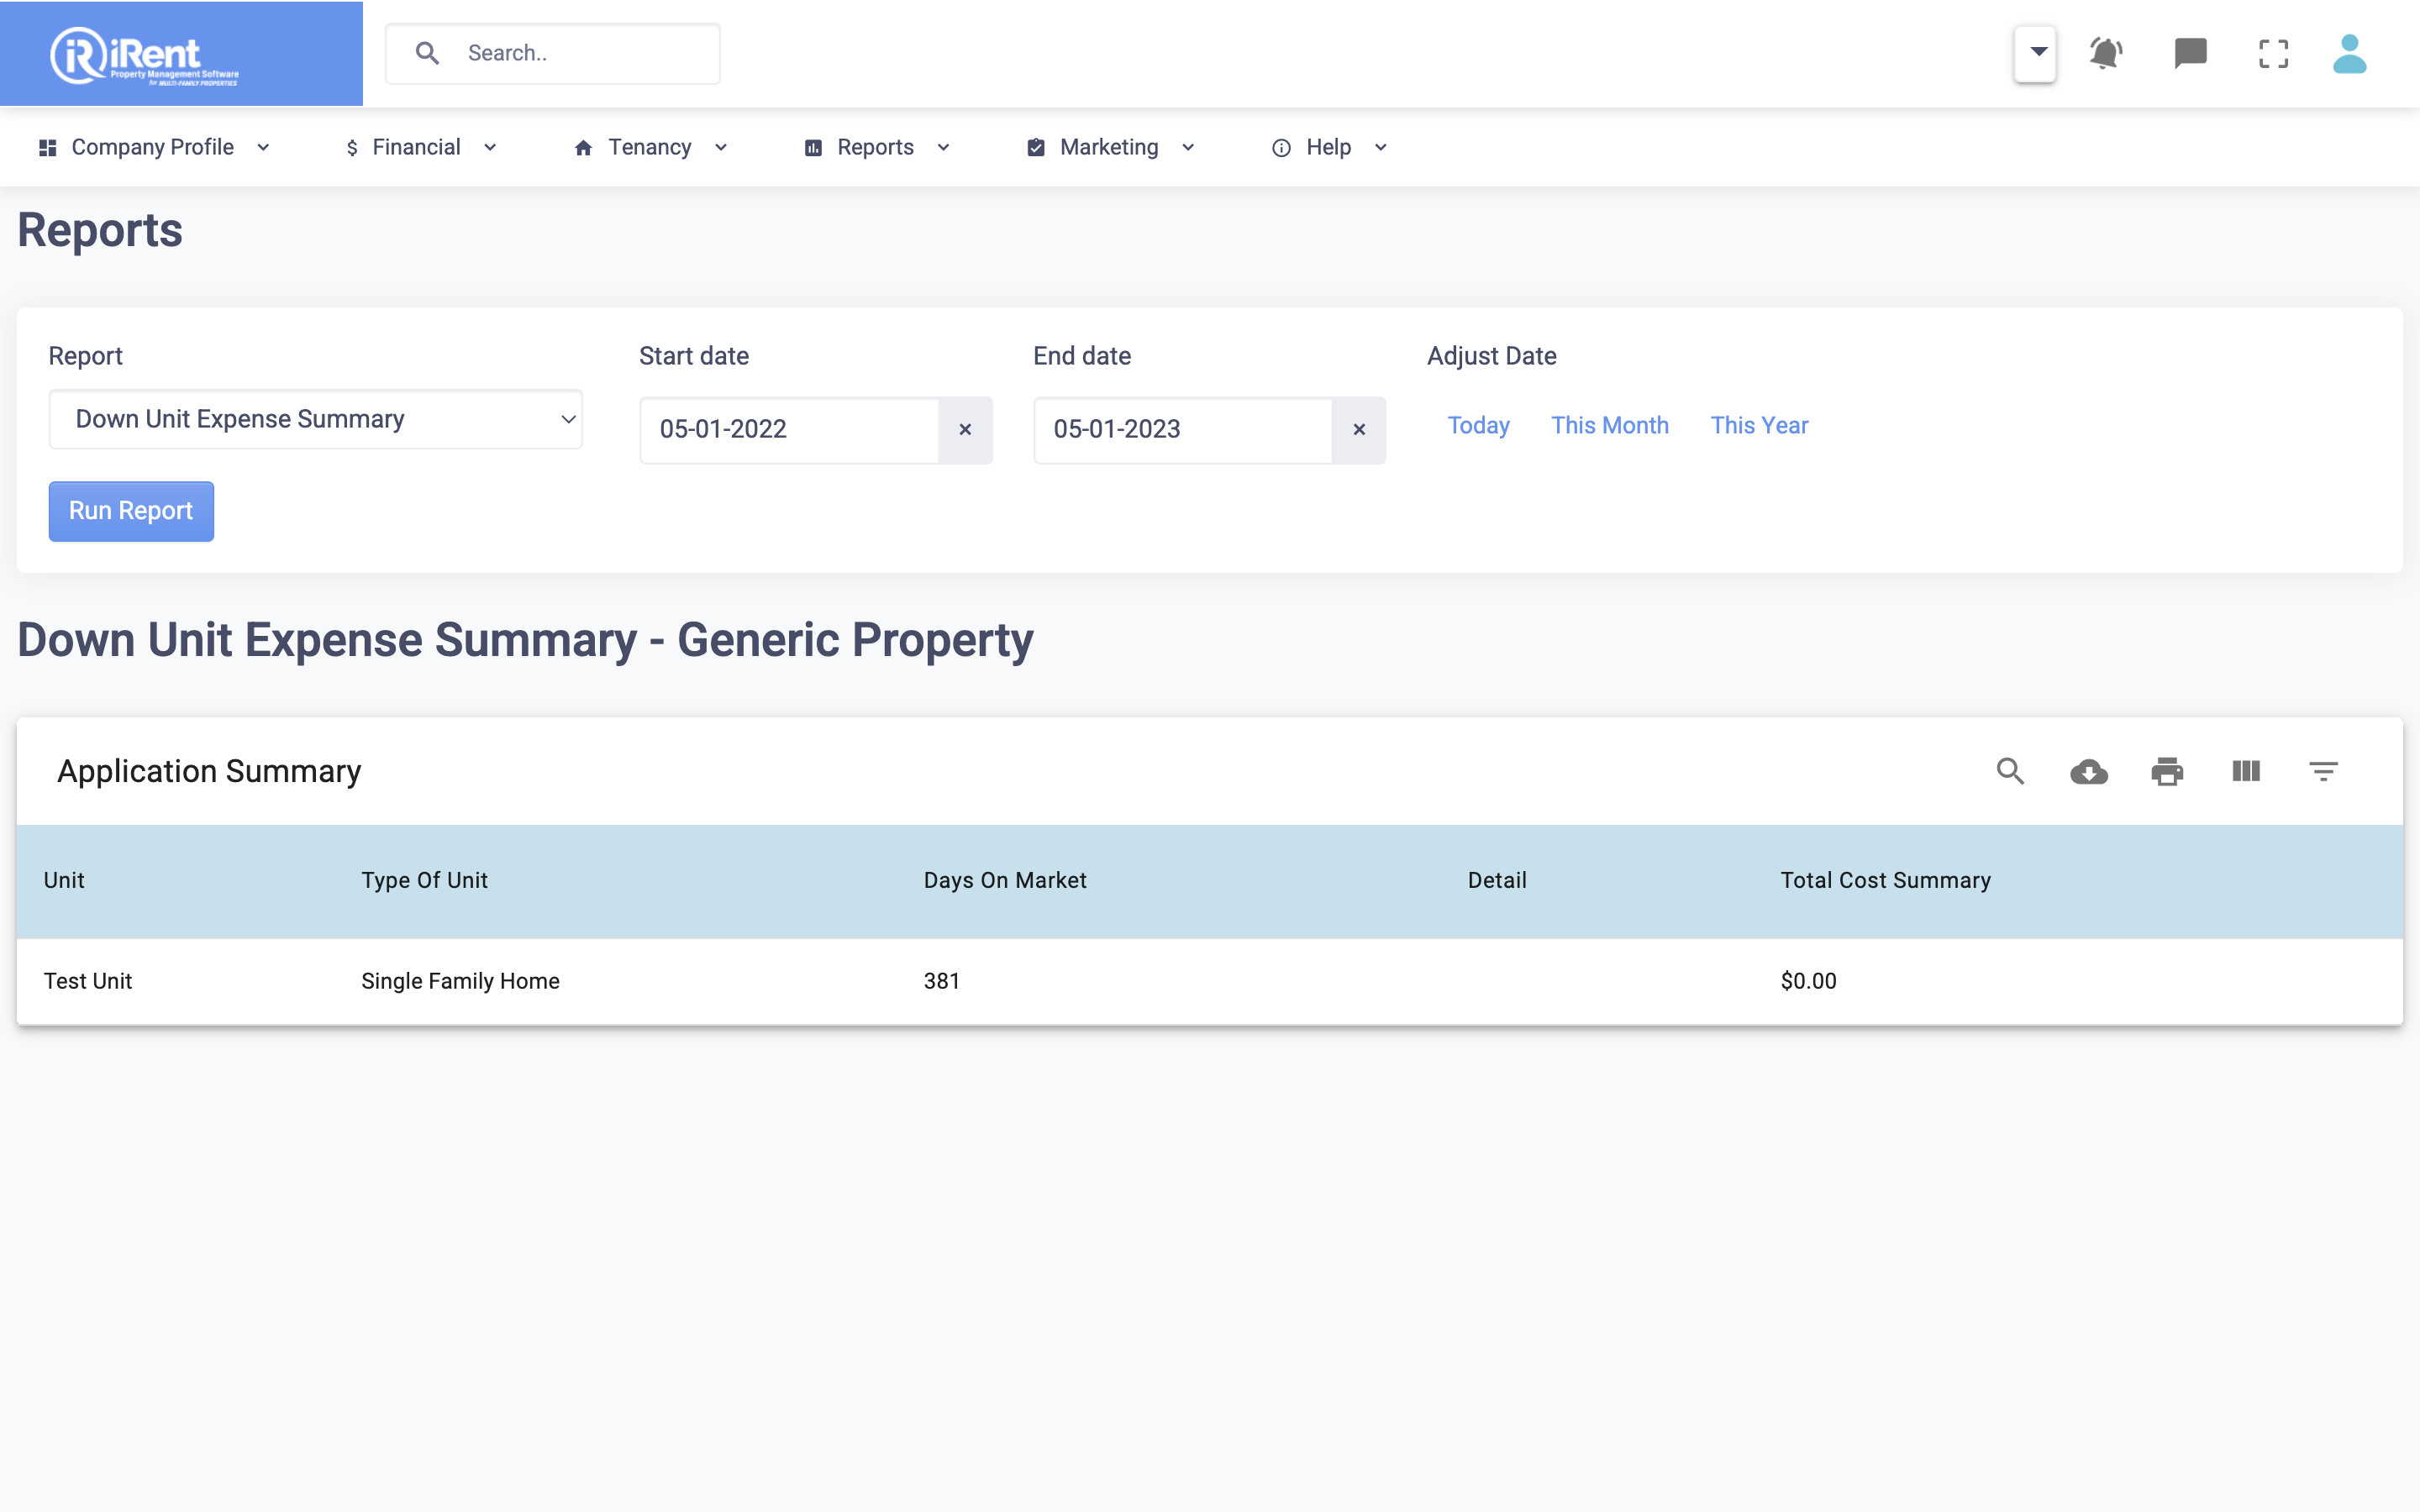 iRent
Property Management Software
for MULTI-FAMILY PROPERTIES
Search..
Company Profile
$ Financial
Tenancy
Reports
Marketing
Help
Reports
Report
Start date
End date
Adjust Date
Down Unit Expense Summary
05-01-2022 ×
05-01-2023 ×
Today
This Month
This Year
Run Report
Down Unit Expense Summary - Generic Property
Application Summary
Unit Type Of Unit Days On Market Detail Total Cost Summary
Test Unit Single Family Home 381 $0.00